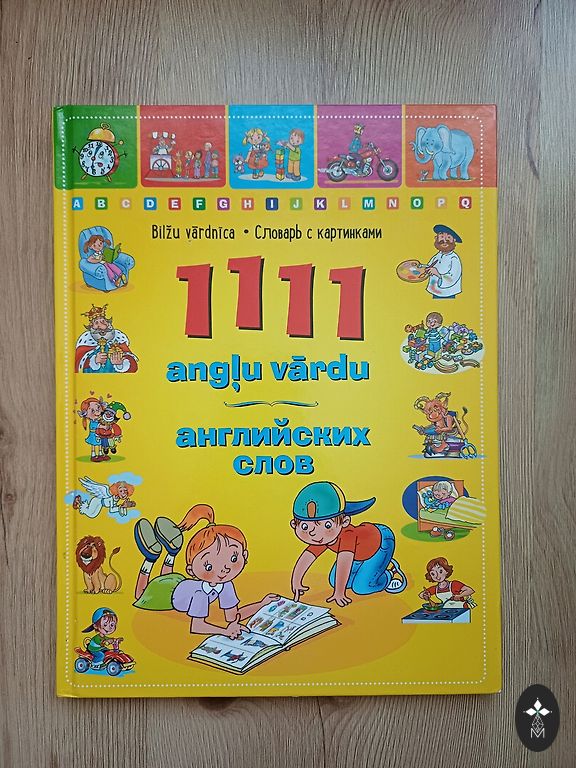 A B C D E F G H I J K L M N O P Q
Bilžu vārdnīca • Словарь с картинками
1111
angļu vārdu
английских
слов
M